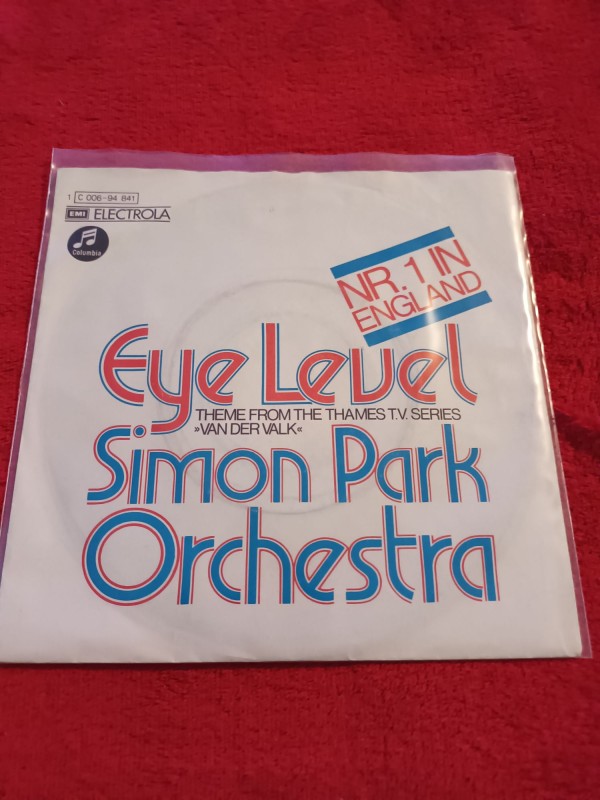 1 C 006-94 841
EMI ELECTROLA
Columbia
NR. 1 IN
ENGLAND
Eye Level
THEME FROM THE THAMES T.V. SERIES
»VAN DER VALK«
Simon Park
Orchestra